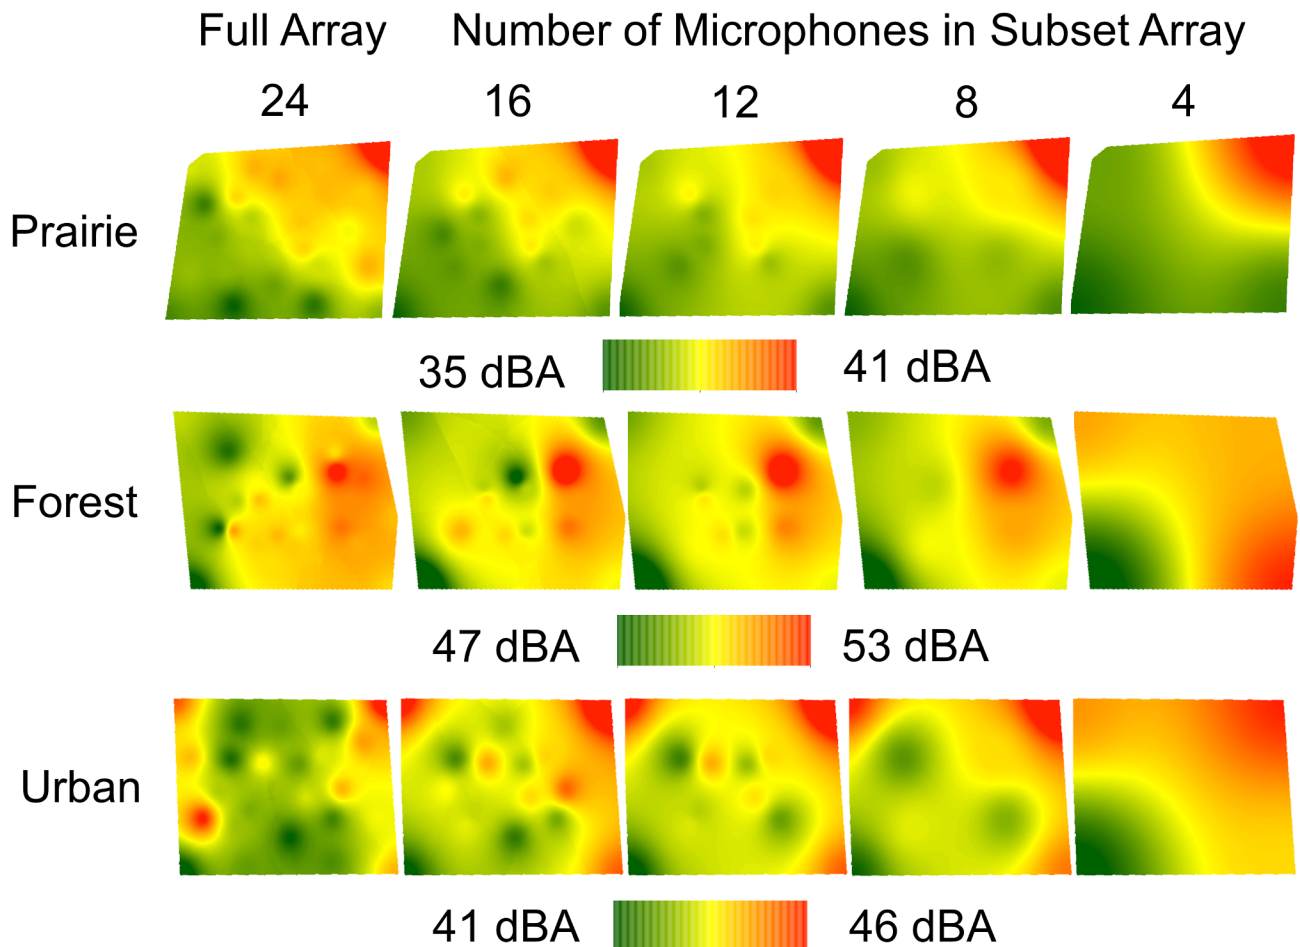 Full Array Number of Microphones in Subset Array
24 16 12 8 4
Prairie
35 dBA 41 dBA
Forest
47 dBA 53 dBA
Urban
41 dBA 46 dBA